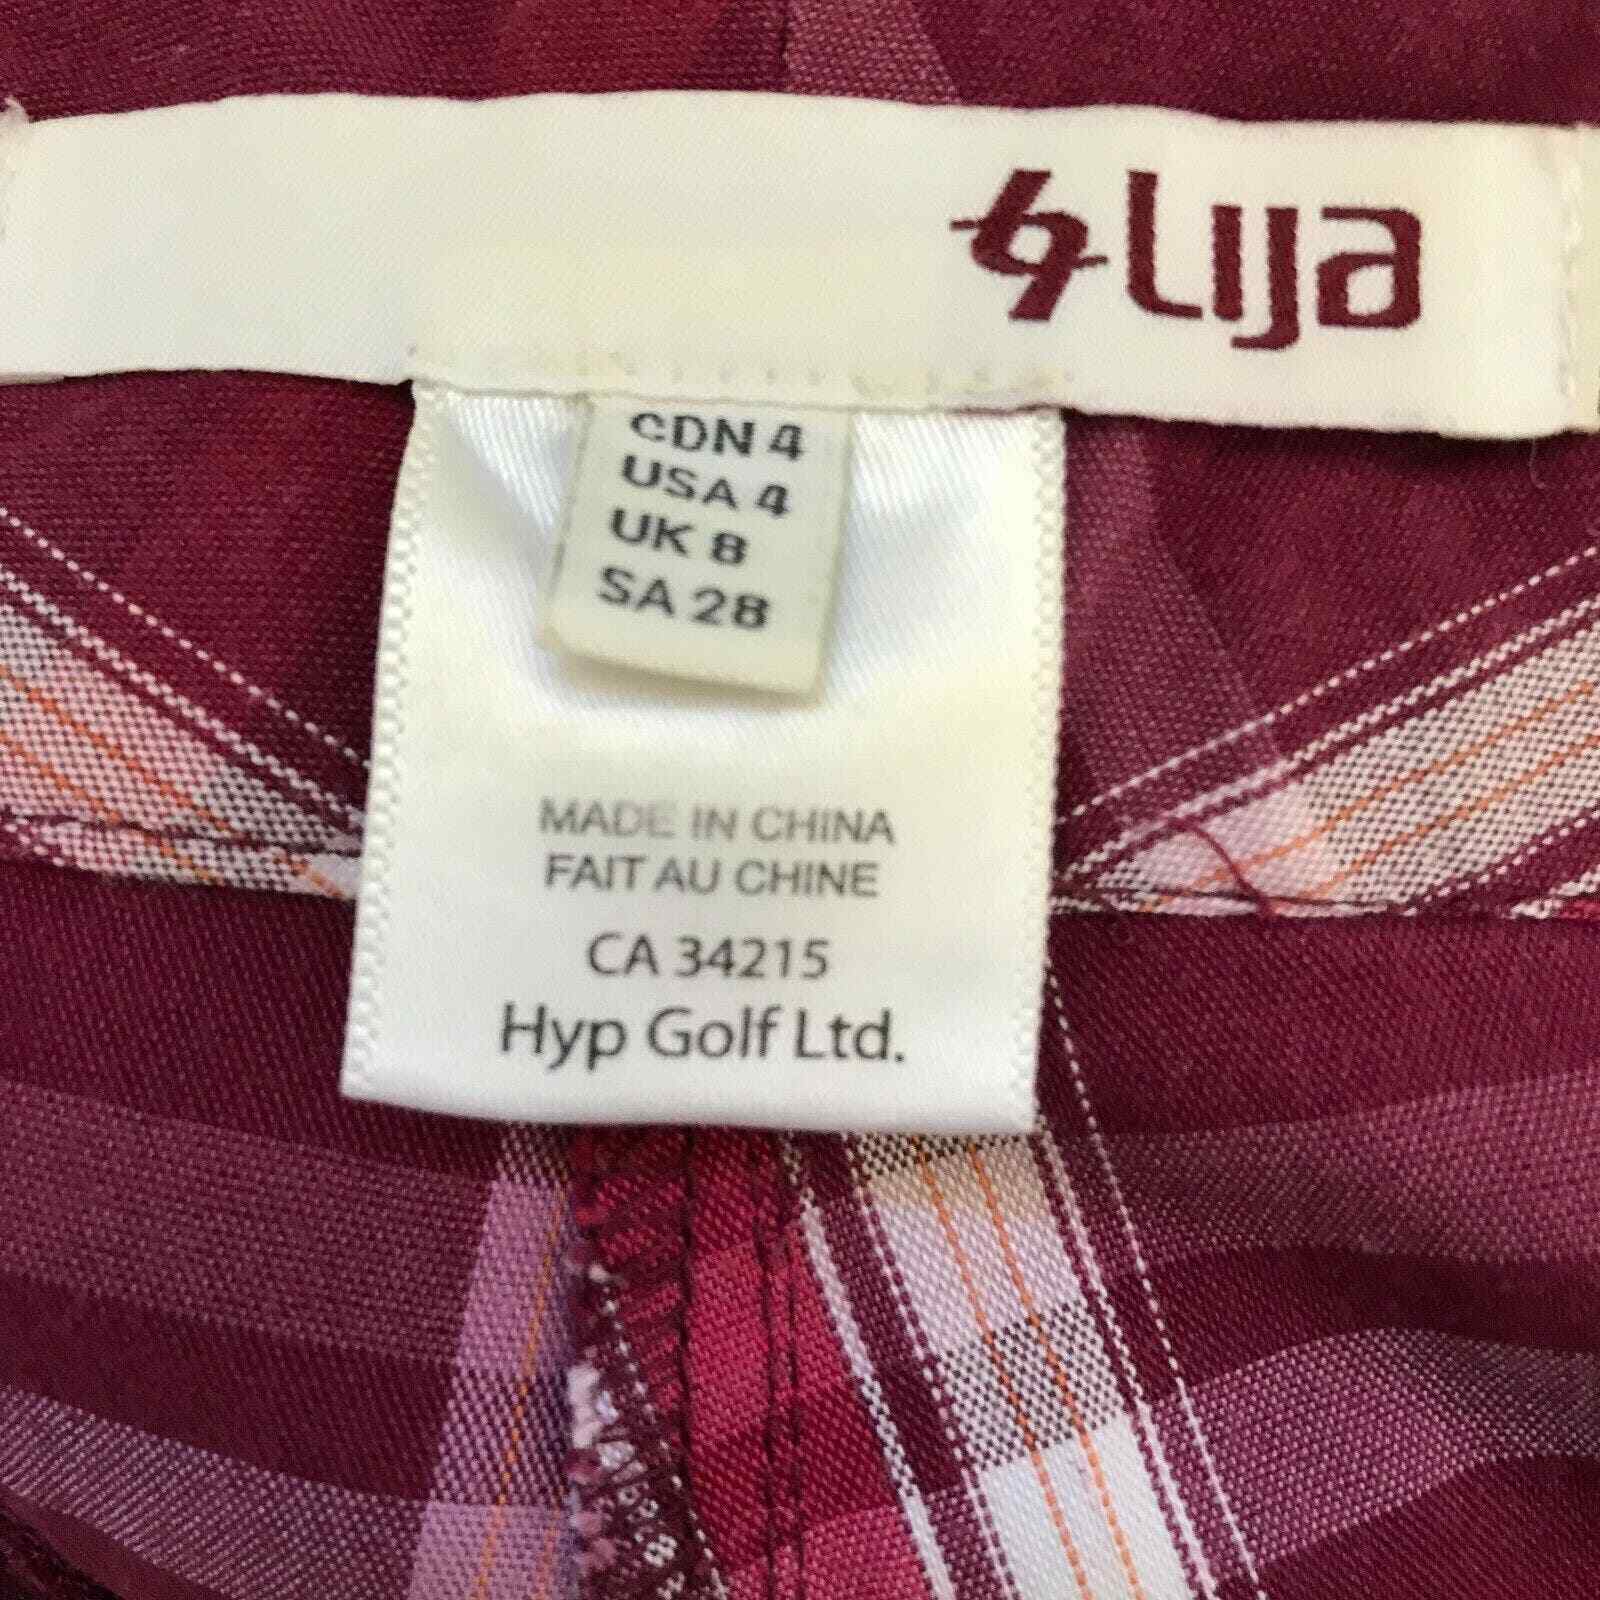 Lija
CDN 4
USA 4
UK 8
SA 28
MADE IN CHINA
FAIT AU CHINE
CA 34215
Hyp Golf Ltd.